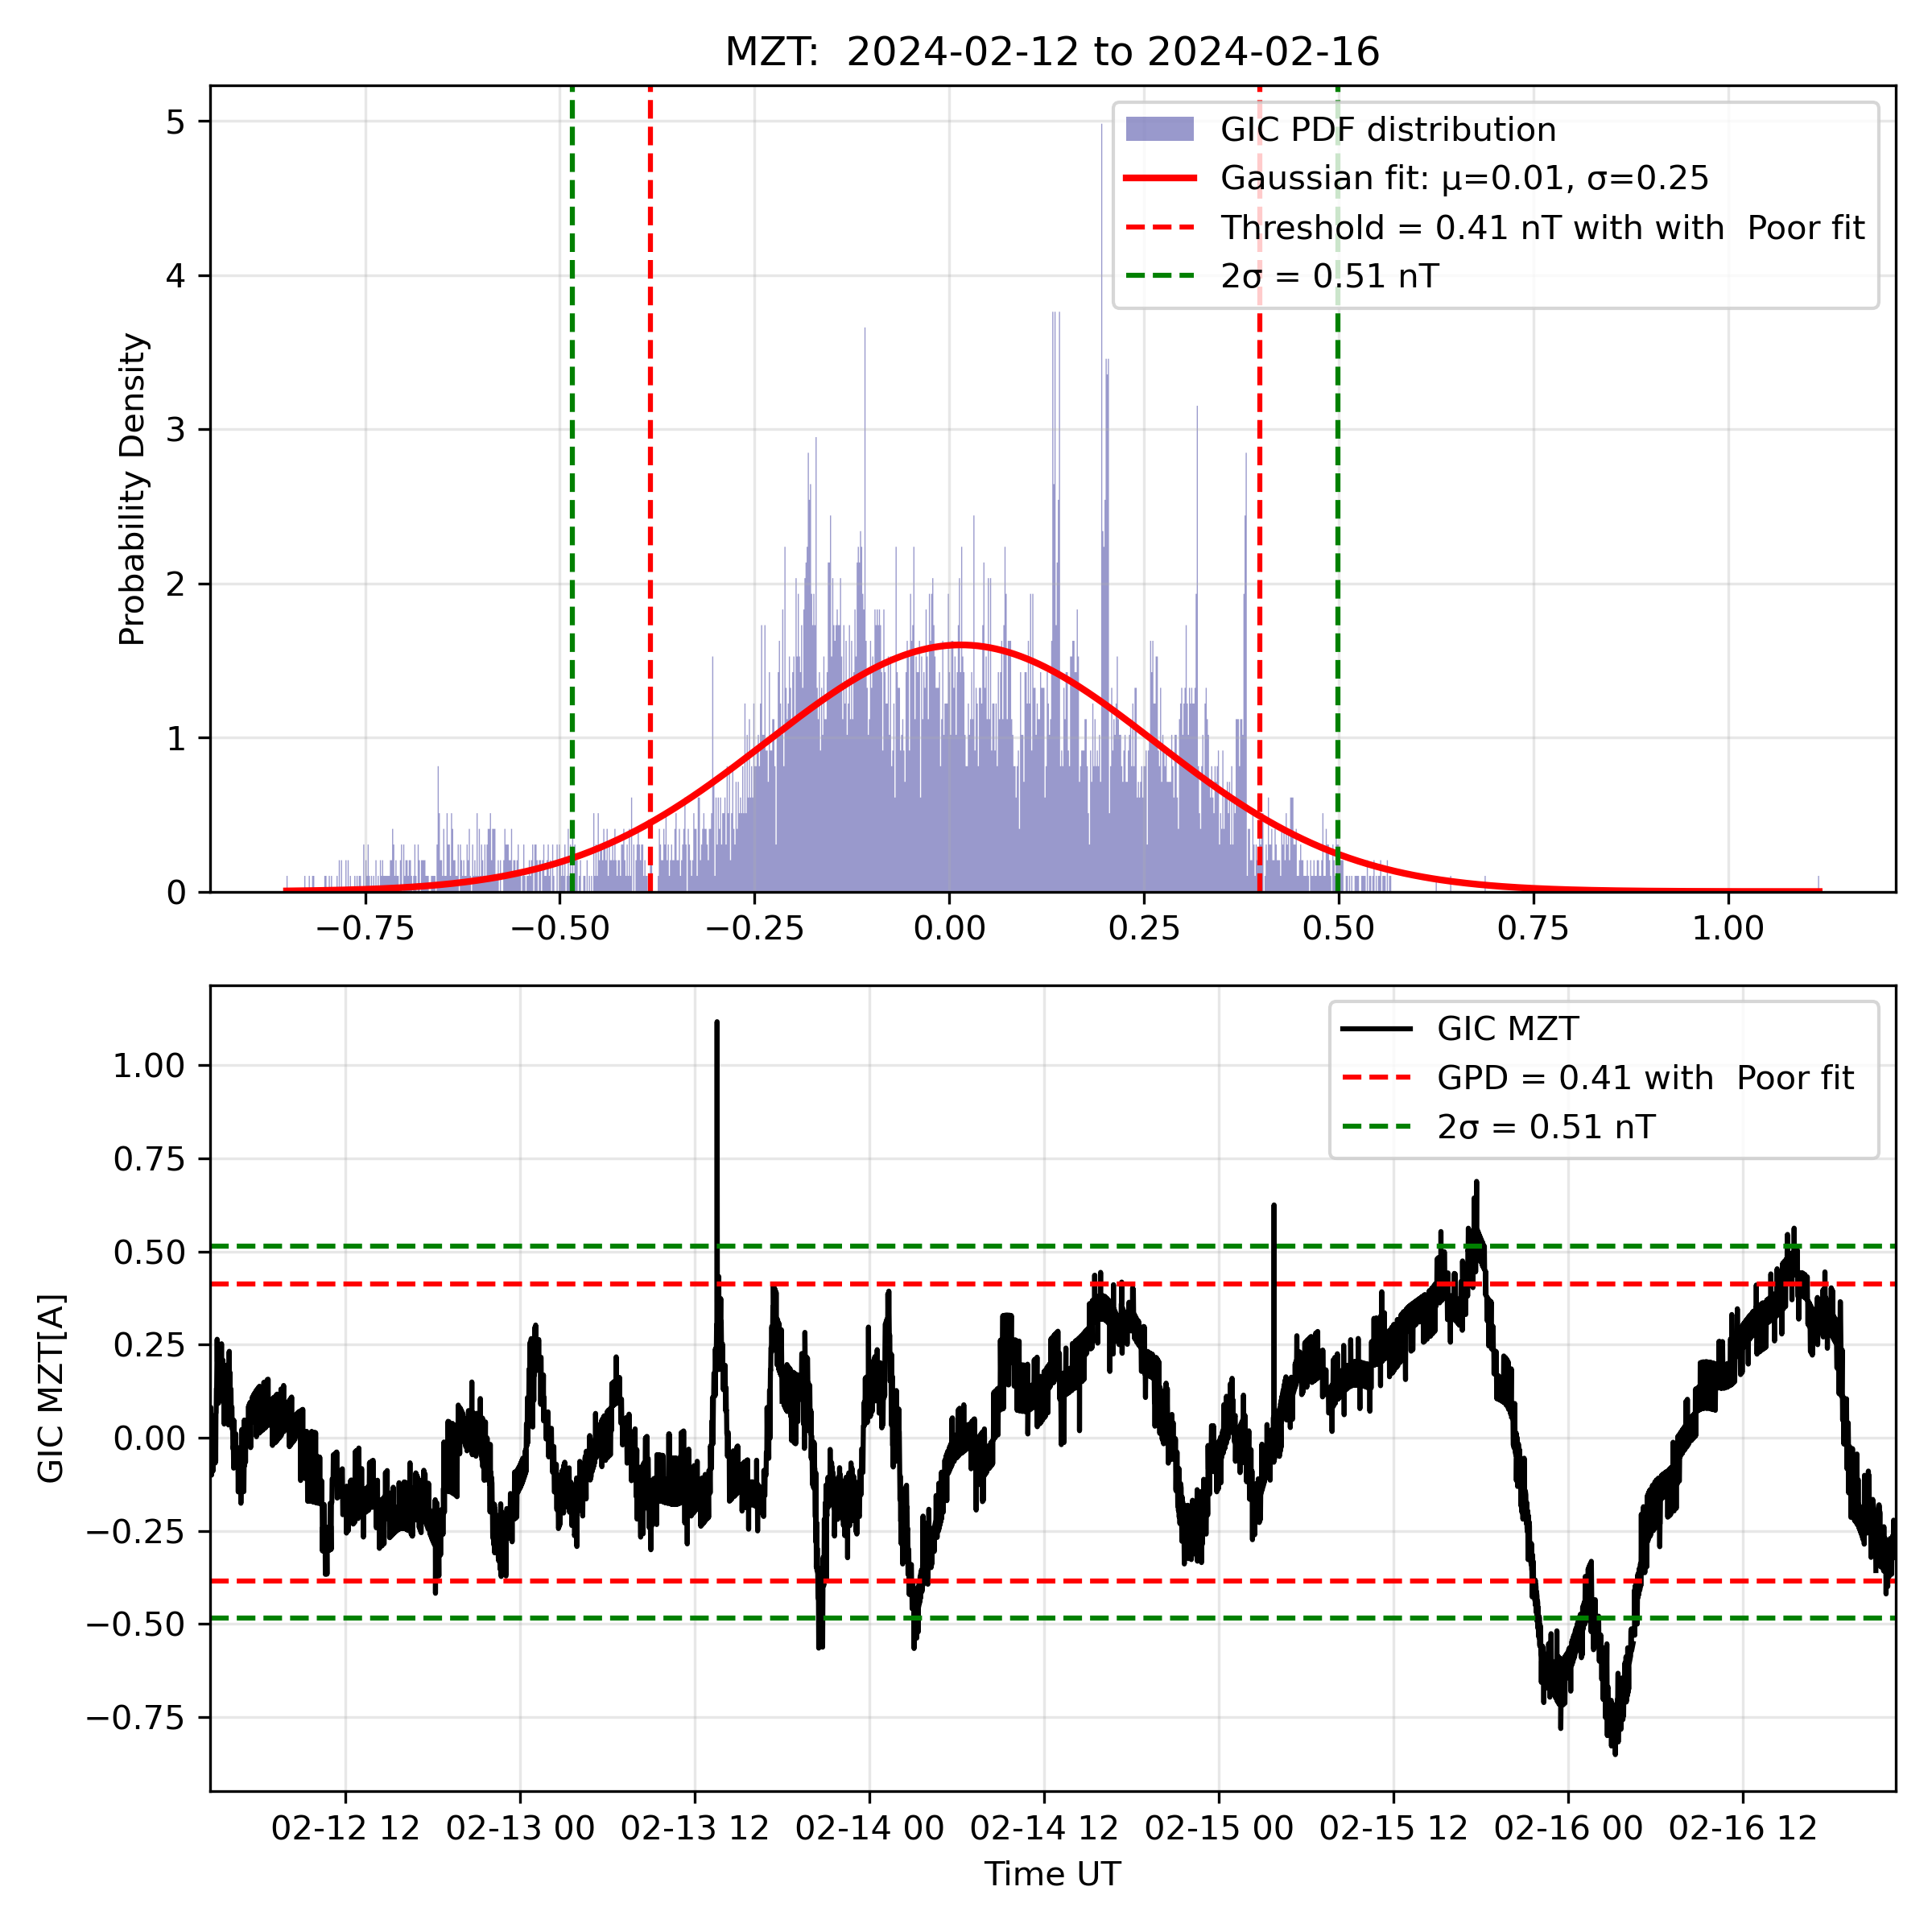 MZT:  2024-02-12 to 2024-02-16
Probability Density
5
4
3
2
1
0
GIC PDF distribution
Gaussian fit: μ=0.01, σ=0.25
Threshold = 0.41 nT with with  Poor fit
2σ = 0.51 nT
−0.75 −0.50 −0.25 0.00 0.25 0.50 0.75 1.00
GIC MZT[A]
1.00
0.75
0.50
0.25
0.00
−0.25
−0.50
−0.75
GIC MZT
GPD = 0.41 with  Poor fit
2σ = 0.51 nT
02-12 12 02-13 00 02-13 12 02-14 00 02-14 12 02-15 00 02-15 12 02-16 00 02-16 12
Time UT